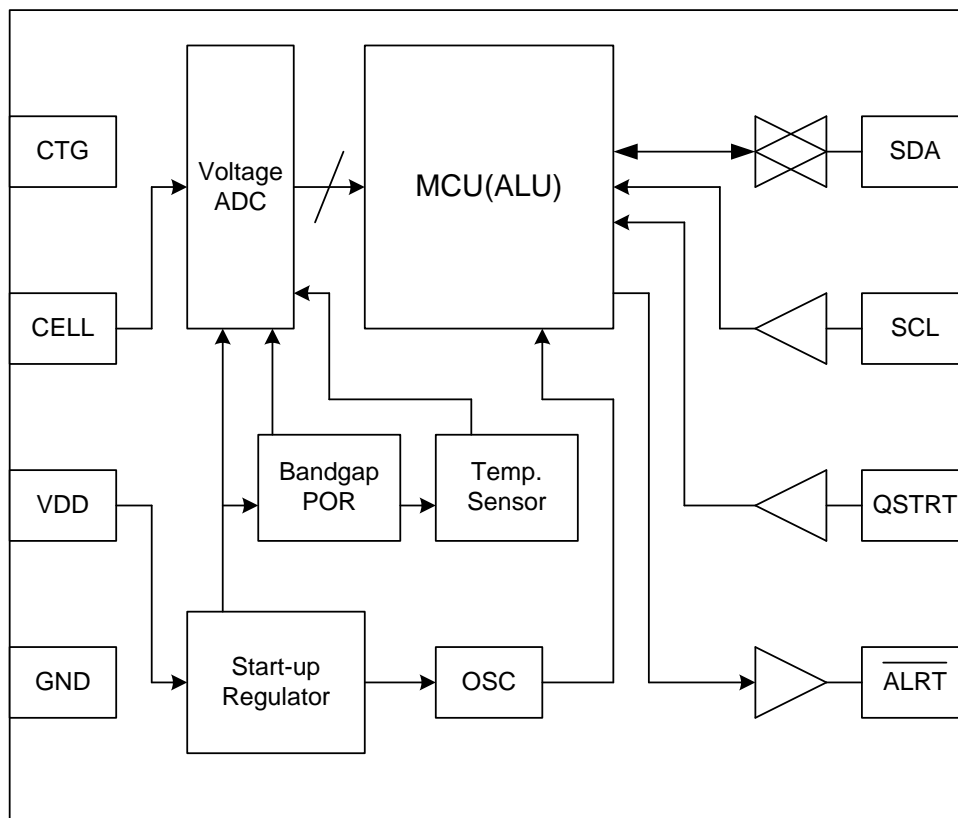 CTG
Voltage
ADC
MCU(ALU)
SDA
CELL
SCL
VDD
Bandgap
POR
Temp.
Sensor
QSTRT
GND
Start-up
Regulator
OSC
ALRT